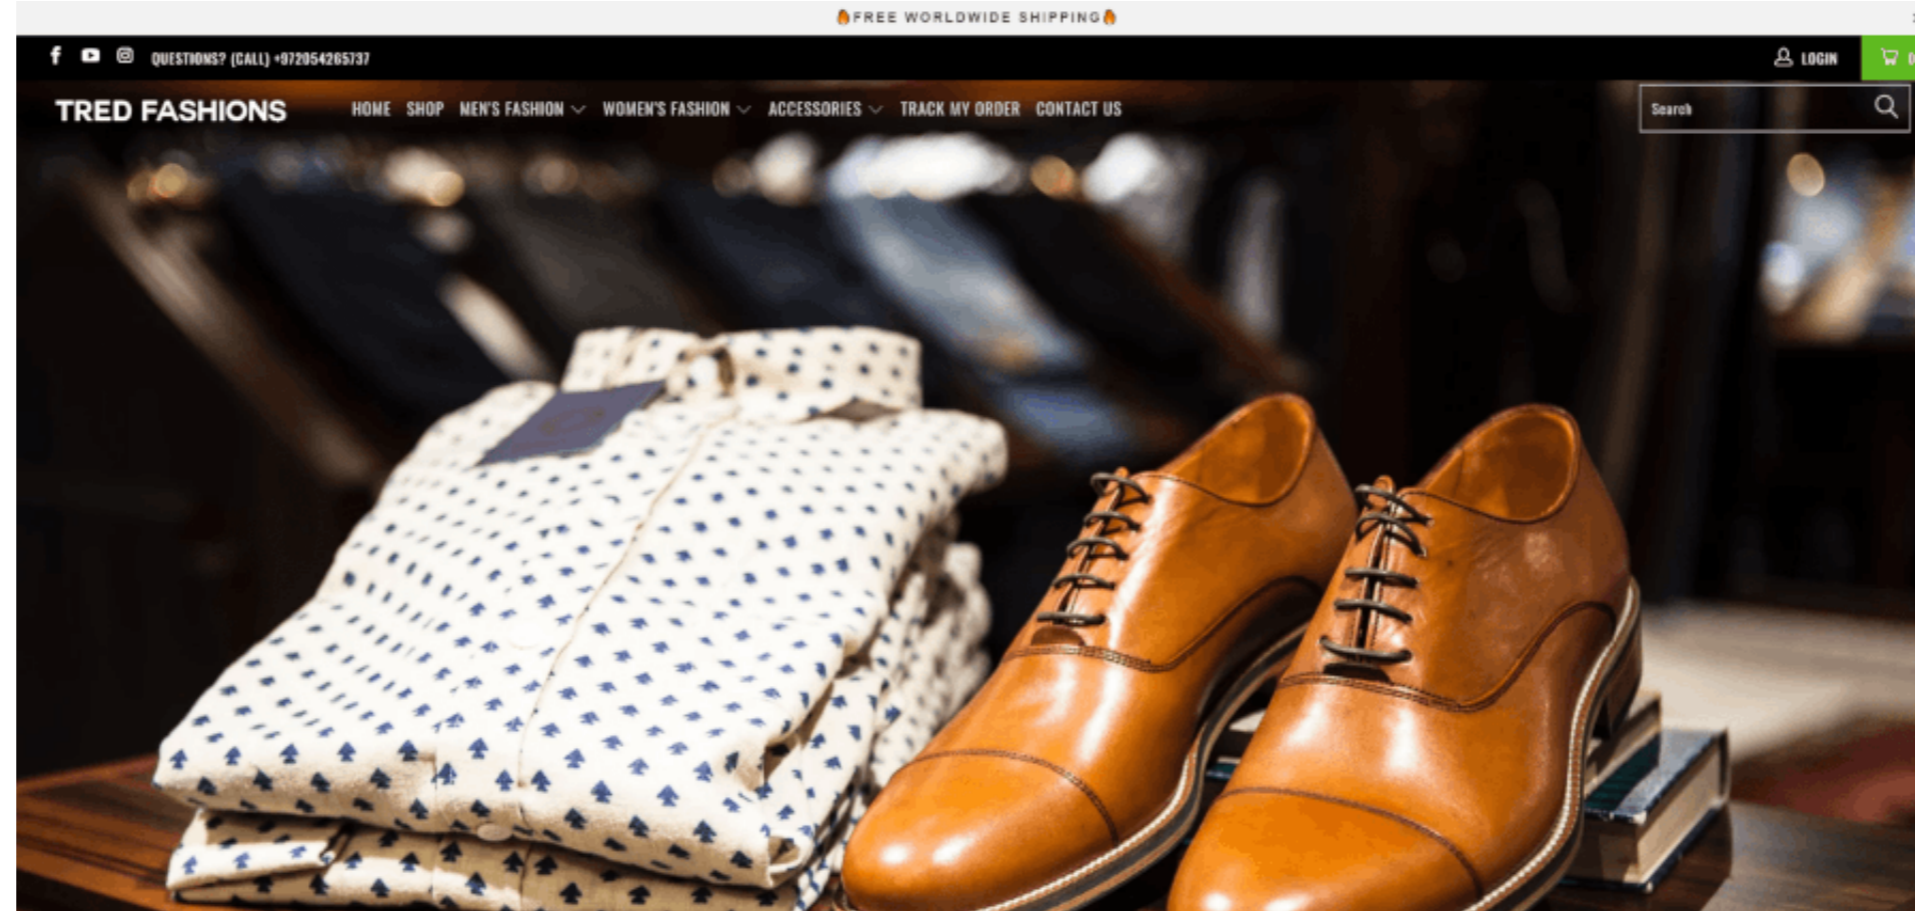 🔥FREE WORLDWIDE SHIPPING🔥
QUESTIONS? (CALL) +972054265737 LOGIN
TRED FASHIONS HOME SHOP MEN'S FASHION WOMEN'S FASHION ACCESSORIES TRACK MY ORDER CONTACT US Search